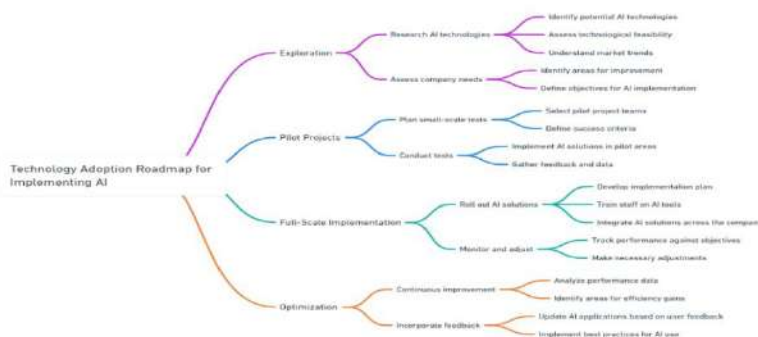 Technology Adoption Roadmap for
Implementing AI
Exploration
Research AI technologies
Identify potential AI technologies
Assess technological feasibility
Understand market trends
Assess company needs
Identify areas for improvement
Define objectives for AI implementation
Pilot Projects
Plan small-scale tests
Select pilot project teams
Define success criteria
Conduct tests
Implement AI solutions in pilot areas
Gather feedback and data
Full-Scale Implementation
Roll out AI solutions
Develop implementation plan
Train staff on AI tools
Integrate AI solutions across the compan
Monitor and adjust
Track performance against objectives
Make necessary adjustments
Optimization
Continuous improvement
Analyze performance data
Identify areas for efficiency gains
Incorporate feedback
Update AI applications based on user feedback
Implement best practices for AI use